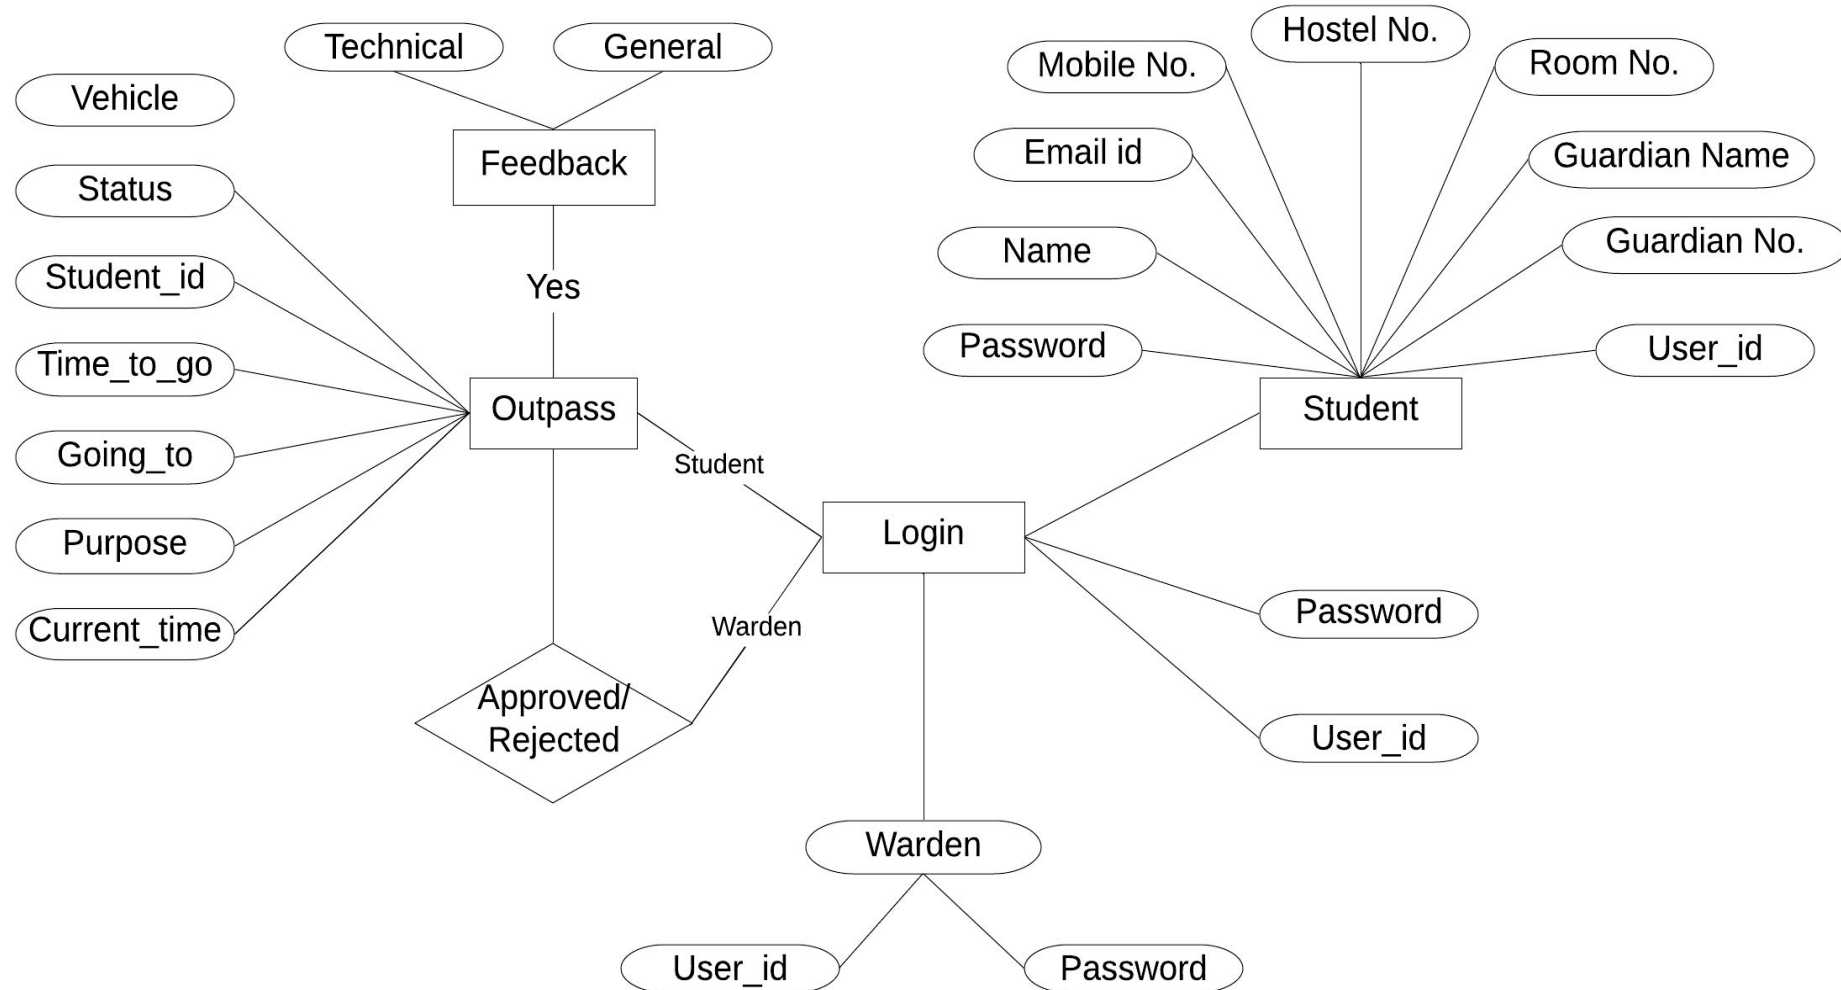 Technical
General
Vehicle
Status
Student_id
Time_to_go
Going_to
Purpose
Current_time
Feedback
Yes
Outpass
Student
Warden
Approved/
Rejected
Login
Hostel No.
Mobile No.
Room No.
Email id
Guardian Name
Name
Guardian No.
Password
User_id
Student
Password
User_id
Warden
User_id
Password